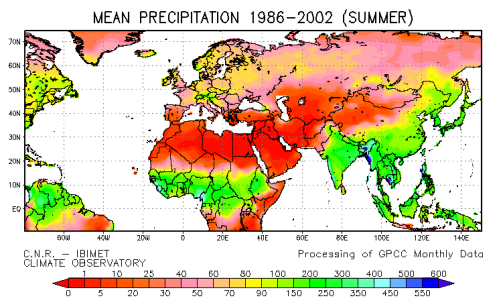 MEAN PRECIPITATION 1986–2002 (SUMMER)
70N
60N
50N
40N
30N
20N
10N
EQ
60W 40W 20W 0 20E 40E 60E 80E 100E 120E 140E
C.N.R. – IBIMET Processing of GPCC Monthly Data
CLIMATE OBSERVATORY
1 10 25 40 60 80 100 200 300 400 500 600
0 5 20 30 50 70 90 150 250 350 450 550